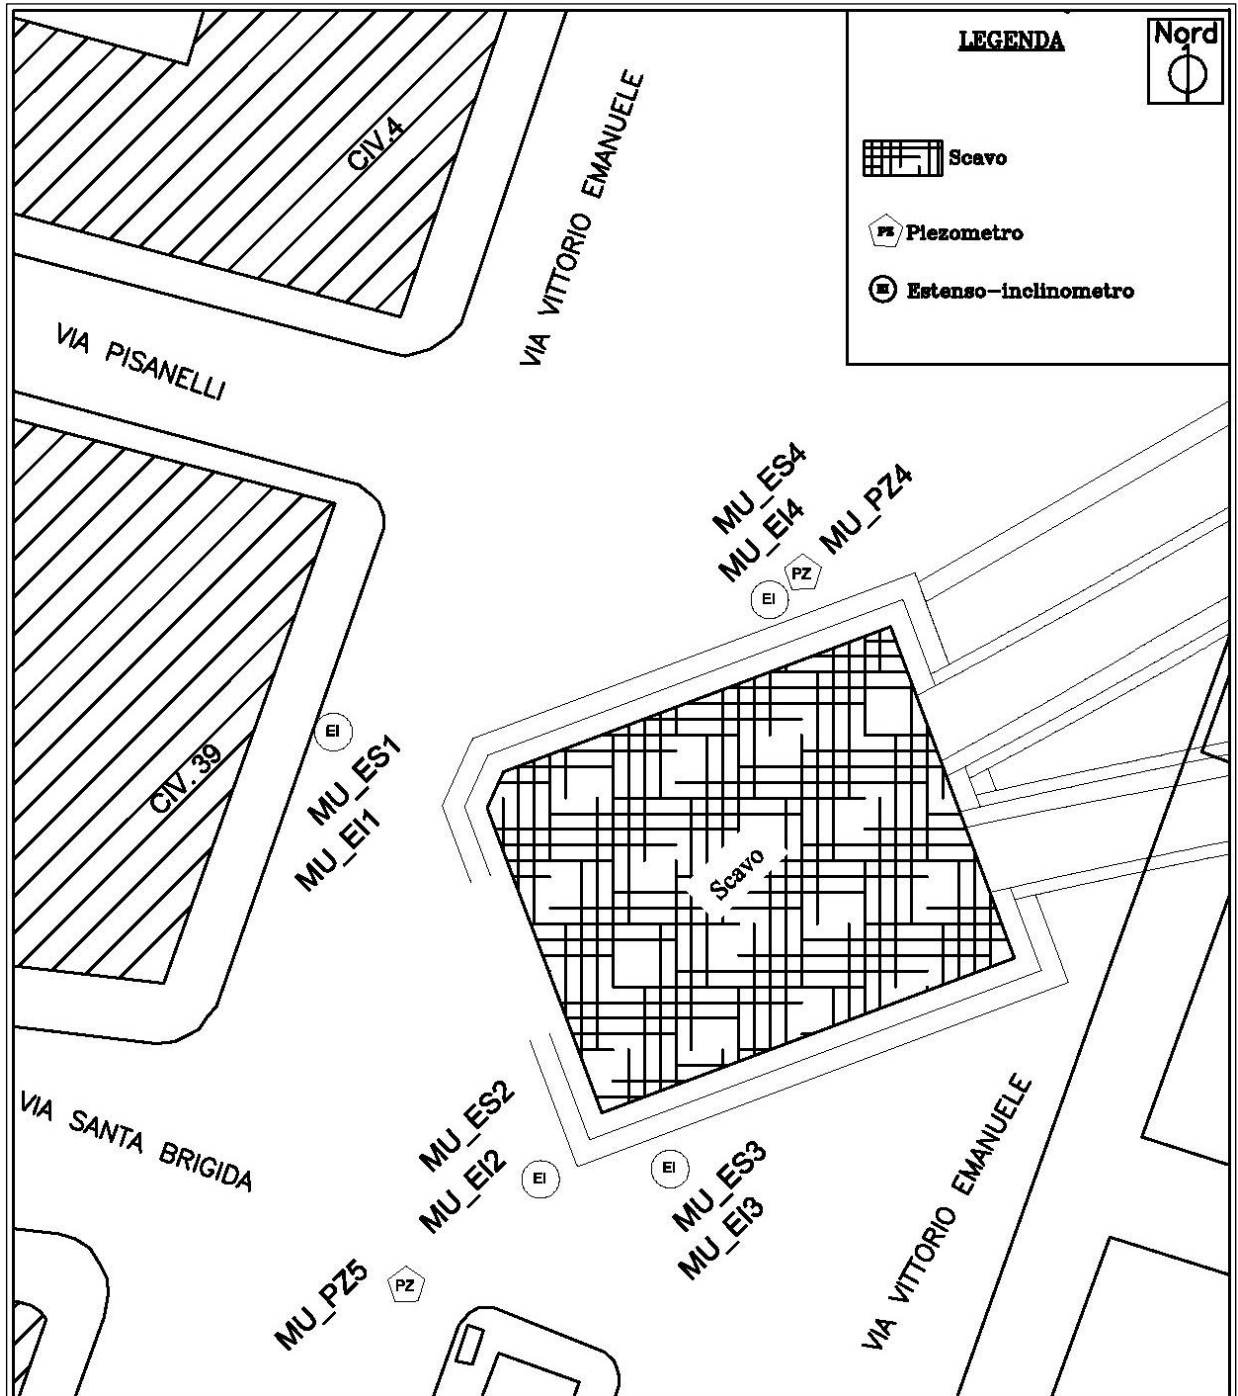 LEGENDA
Nord
Scavo
PZ Piezometro
EI Estenso-inclinometro
CIV.4
VIA VITTORIO EMANUELE
VIA PISANELLI
MU_ES4
MU_EI4
MU_PZ4
PZ
EI
EI
CIV. 39
MU_ES1
MU_EI1
Scavo
VIA SANTA BRIGIDA
MU_ES2
MU_EI2
EI
EI
MU_ES3
MU_EI3
VIA VITTORIO EMANUELE
MU_PZ5
PZ